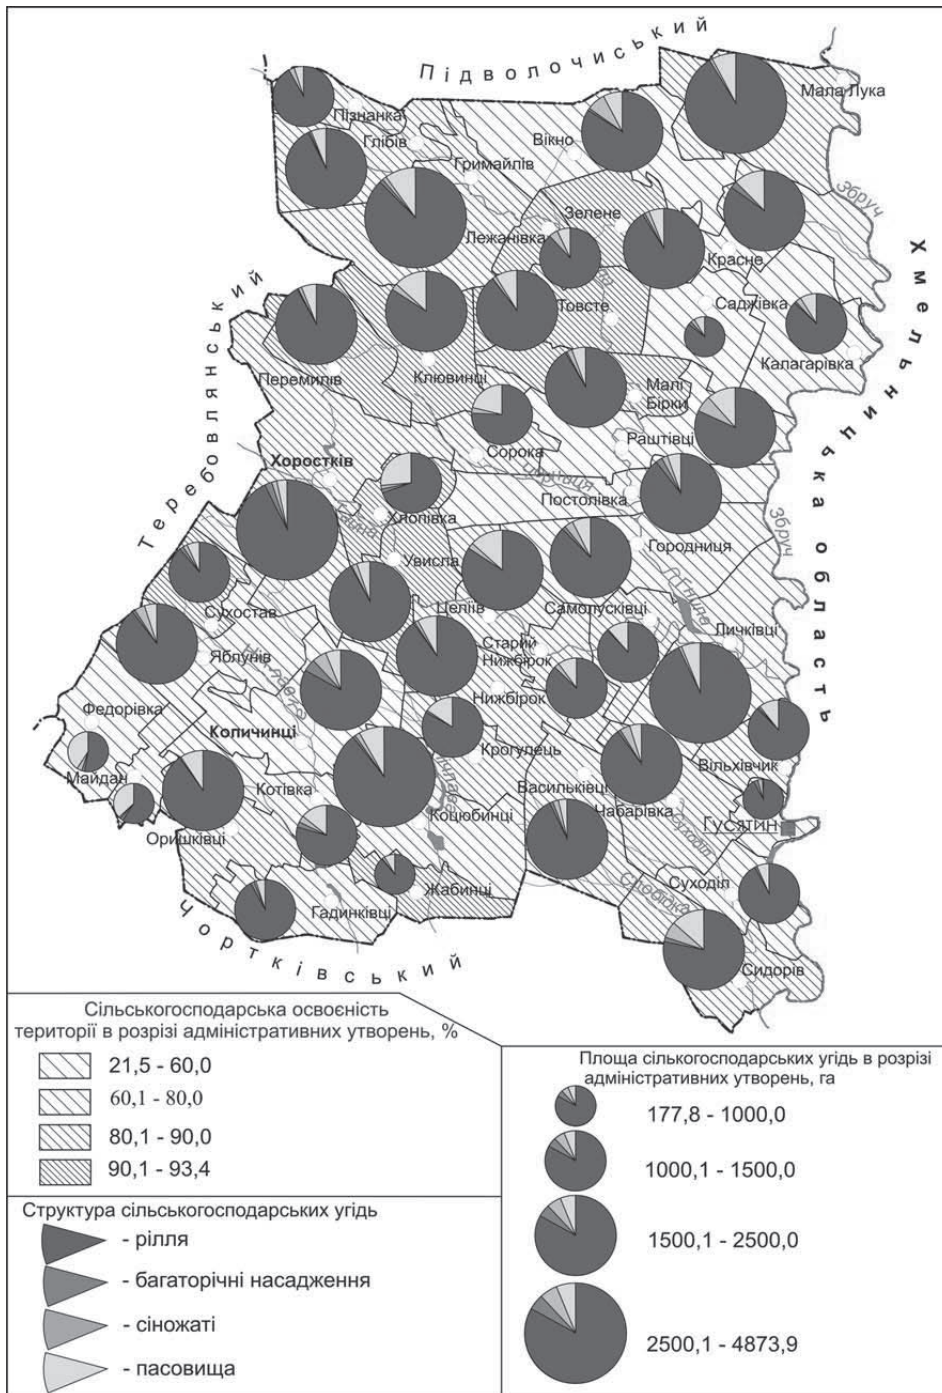 Підволочиський
Мала Лука
Пізнанка
Глібів
Вікно
Гримайлів
Збруч
Зелене
Лежанівка
Красне
Хмельницька область
Теребовлянський
Товсте
Саджівка
Калагарівка
Перемилів
Клювинці
Малі
Бірки
Сорока
Раштівці
Хоростків
Постолівка
Хлопівка
Збруч
Городниця
Увисла
Гнила
Сухостав
Целіїв
Самолусківці
Личківці
Старий
Нижбірок
Яблунів
Нижбірок
Федорівка
Копичинці
Крогулець
Вільхівчик
Майдан
Котівка
Васильківці
Чабарівка
Коцюбинці
Гусятин
Оришківці
Суходіл
Жабинці
Суходіл
Гадинківці
Слобідка
Сидорів
Чортківський
Сільськогосподарська освоєність
території в розрізі адміністративних утворень, %
21,5 - 60,0
60,1 - 80,0
80,1 - 90,0
90,1 - 93,4
Структура сільськогосподарських угідь
- рілля
- багаторічні насадження
- сіножаті
- пасовища
Площа сількогосподарських угідь в розрізі
адміністративних утворень, га
177,8 - 1000,0
1000,1 - 1500,0
1500,1 - 2500,0
2500,1 - 4873,9